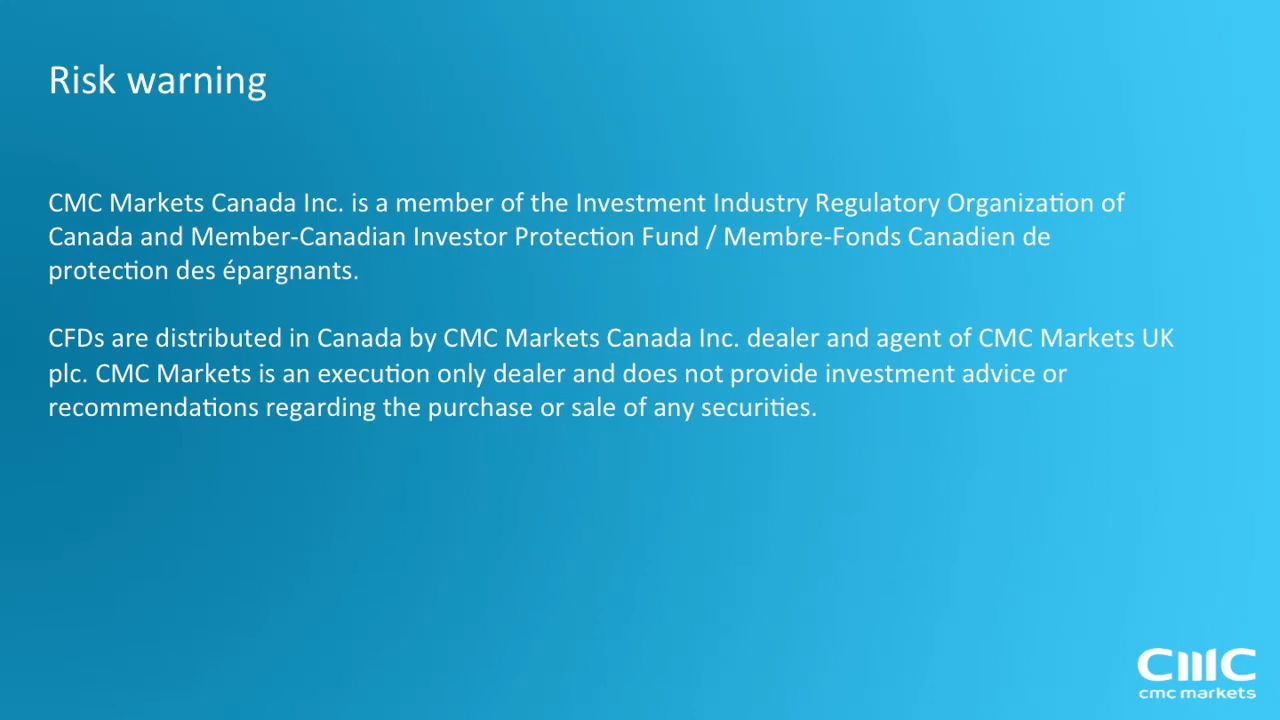 Risk warning
CMC Markets Canada Inc. is a member of the Investment Industry Regulatory Organization of
Canada and Member-Canadian Investor Protection Fund / Membre-Fonds Canadien de
protection des épargnants.
CFDs are distributed in Canada by CMC Markets Canada Inc. dealer and agent of CMC Markets UK
plc. CMC Markets is an execution only dealer and does not provide investment advice or
recommendations regarding the purchase or sale of any securities.
CMC
cmc markets